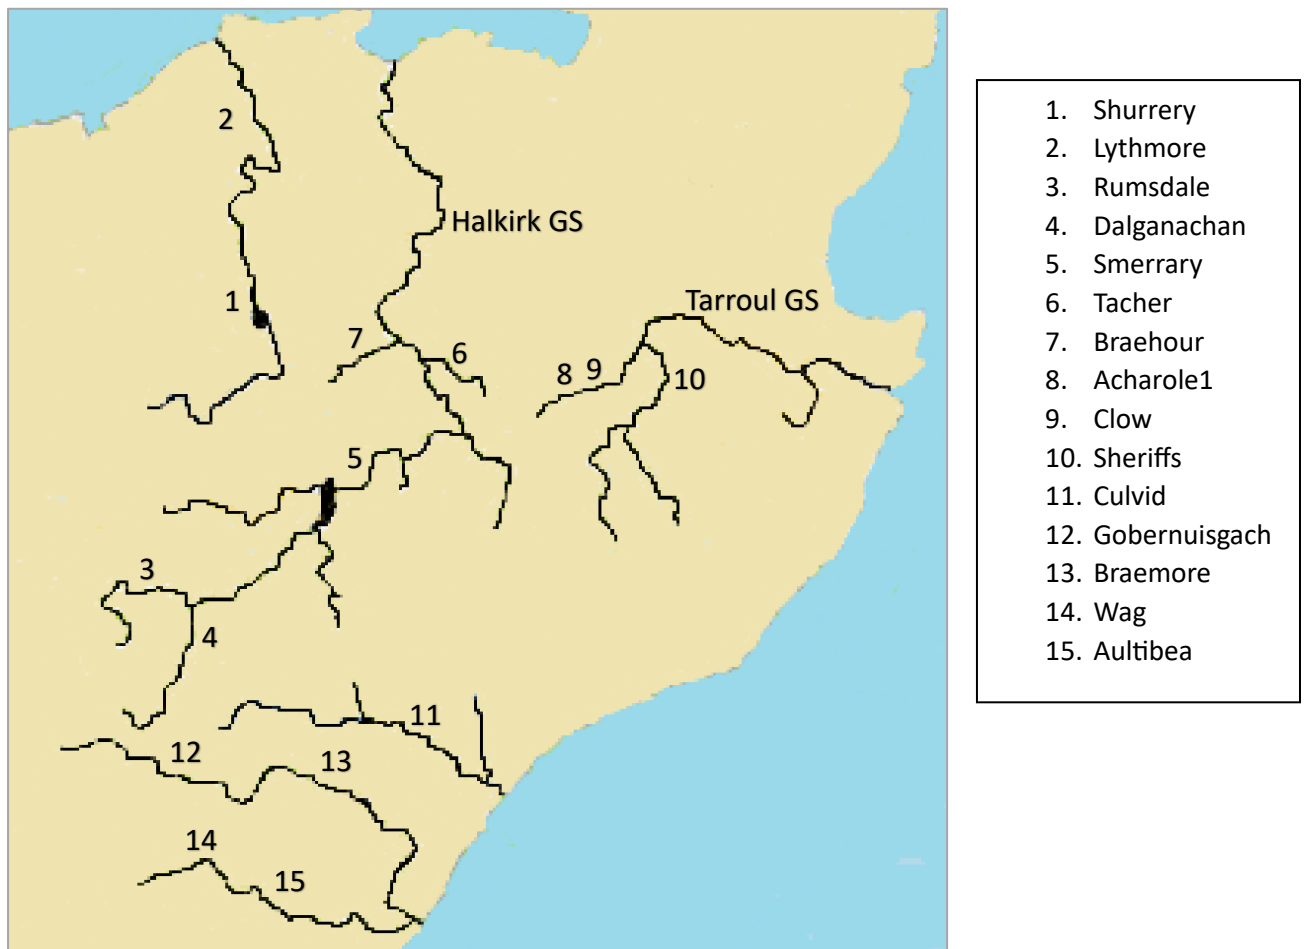 2
Halkirk GS
1
Tarroul GS
7
6
8 9
10
5
3
4
11
12
13
14
15
1. Shurrery
2. Lythmore
3. Rumsdale
4. Dalganachan
5. Smerrary
6. Tacher
7. Braehour
8. Acharole1
9. Clow
10. Sheriffs
11. Culvid
12. Gobernuisgach
13. Braemore
14. Wag
15. Aultibea